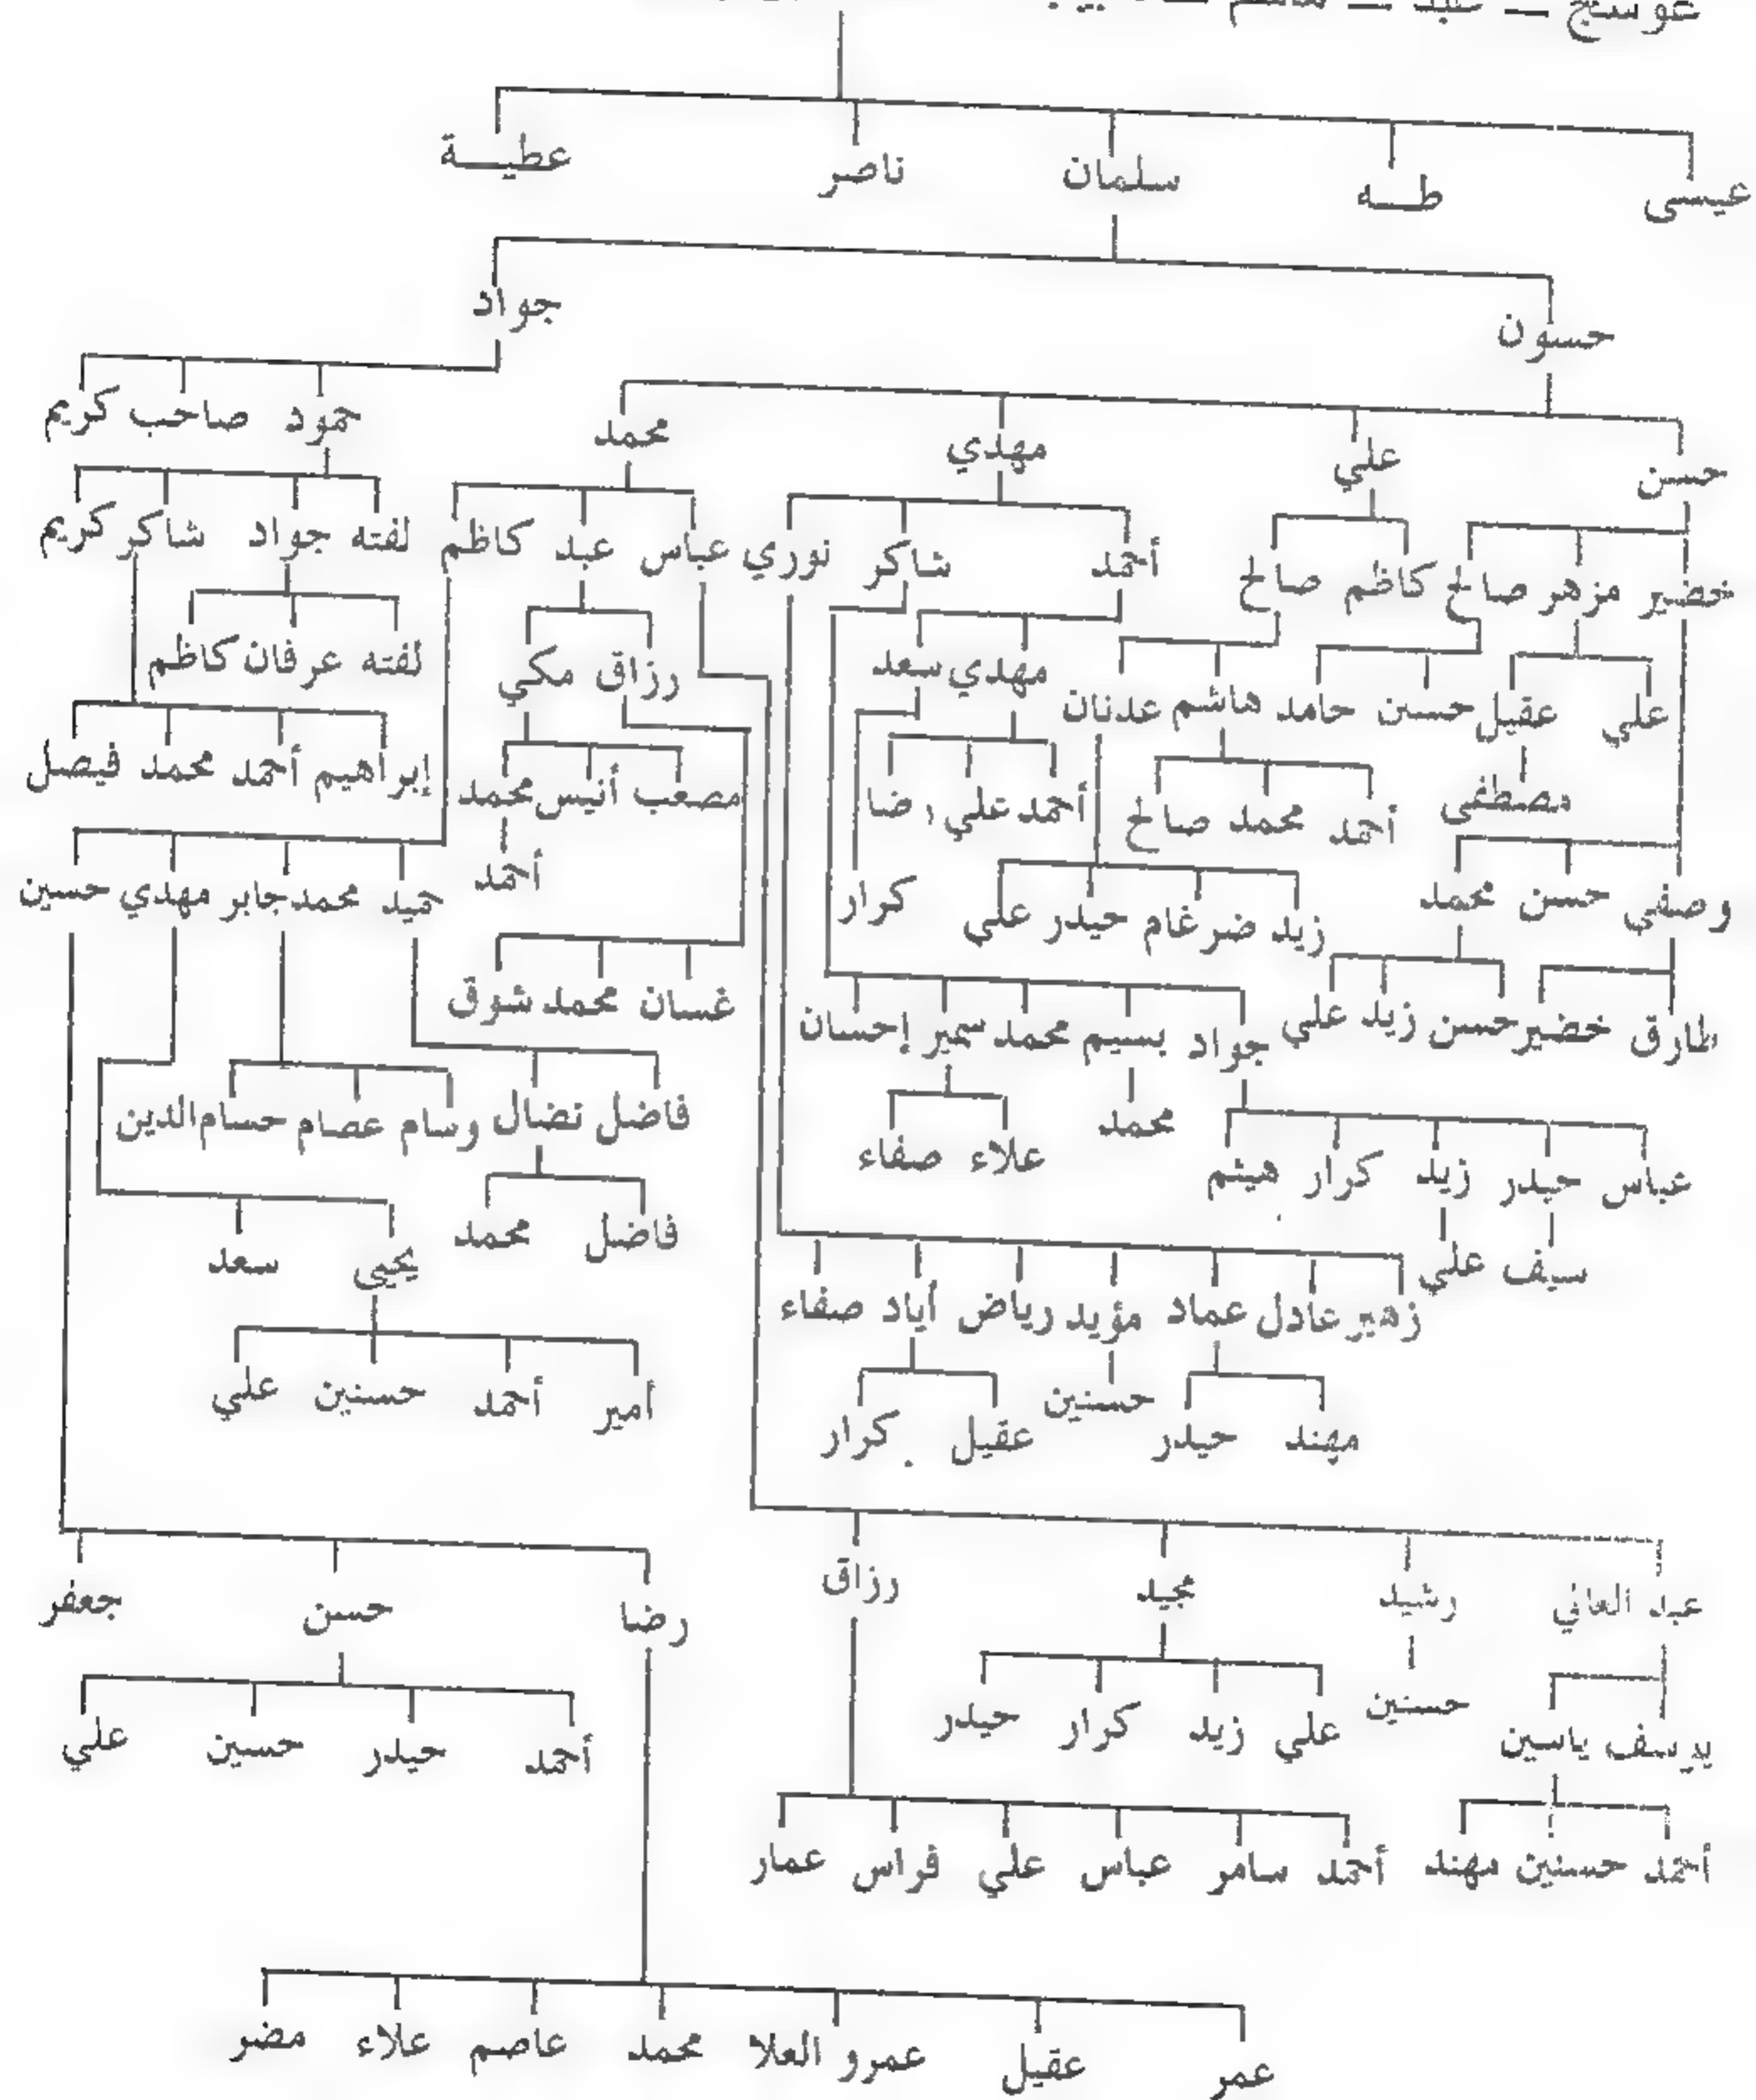 عوسج –
عيسى طه سلمان ناصر عطية
حسون جواد
حسن علي مهدي محمد حمود صاحب كريم
خضير مزهر صالح كاظم صالح أحمد شاكر نوري عباس عبد كاظم لفته جواد شاكر كريم
علي عقيل حسن حامد هاشم عدنان مهدي سعد رزاق مكي لفته عرفان كاظم
مصطفى أحمد محمد صالح أحمد علي رضا مصعب أنيس محمد إبراهيم أحمد محمد فيصل
وصفي حسن محمد زيد ضرغام حيدر علي كرار أحمد حميد محمد جابر مهدي حسين
طارق خضير حسن زيد علي جواد بسيم محمد سمير إحسان غسان محمد شوق
عباس حيدر زيد كرار هيثم محمد علاء صفاء فاضل نضال وسام عصام حسام الدين
سيف علي فاضل محمد يحيى سعد
زهير عادل عماد مؤيد رياض أياد صفاء
مهند حيدر حسنين عقيل كرار أمير أحمد حسنين علي
عبد العاني رشيد مجيد رزاق رضا حسن جعفر
يوسف ياسين حسنين علي زيد كرار حيدر أحمد حيدر حسين علي
أحمد حسنين مهند أحمد سامر عباس علي فراس عمار
عمر عقيل عمرو العلا محمد عاصم علاء مضر